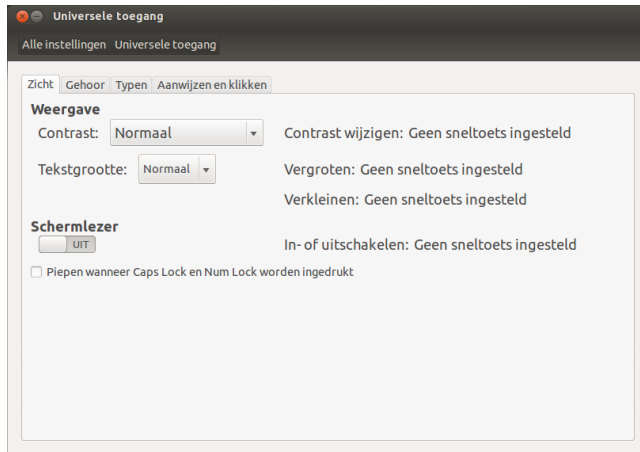 Universele toegang
Alle instellingen Universele toegang
Zicht Gehoor Typen Aanwijzen en klikken
Weergave
Contrast: Normaal Contrast wijzigen: Geen sneltoets ingesteld
Tekstgrootte: Normaal Vergroten: Geen sneltoets ingesteld
Verkleinen: Geen sneltoets ingesteld
Schermlezer
UIT In- of uitschakelen: Geen sneltoets ingesteld
Piepen wanneer Caps Lock en Num Lock worden ingedrukt